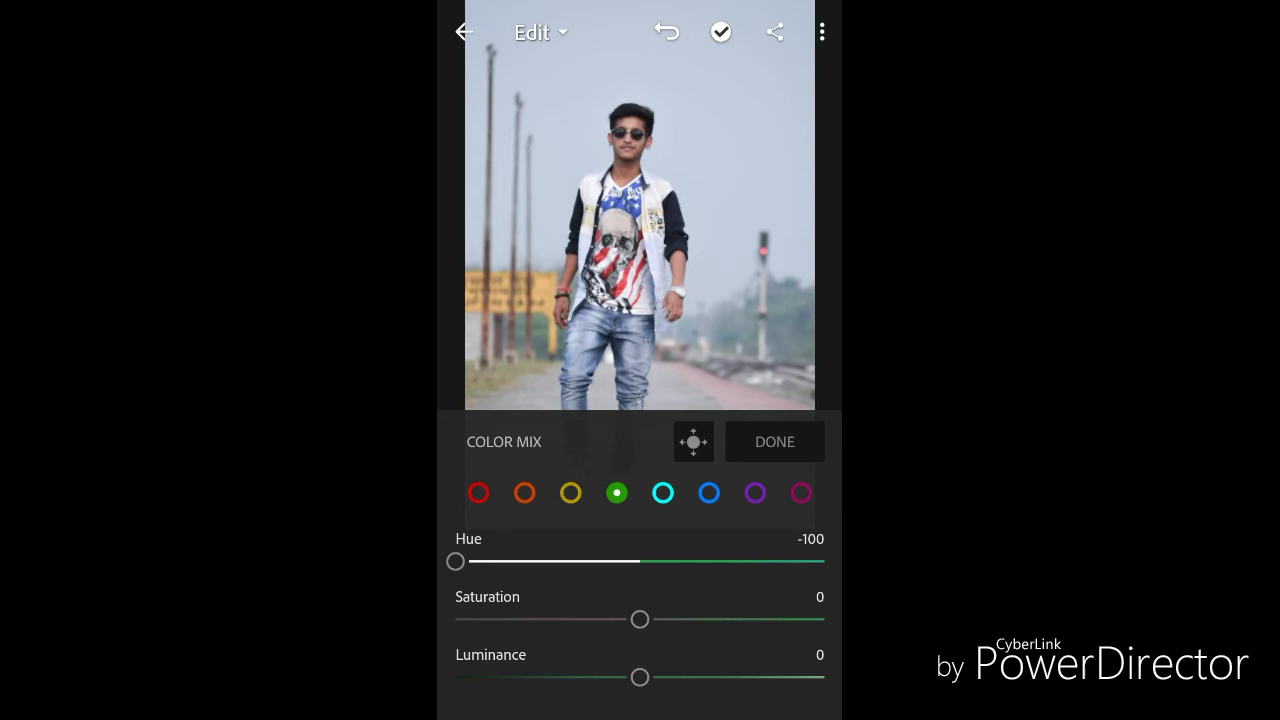 Edit
COLOR MIX
DONE
Hue
-100
Saturation
0
Luminance
0
CyberLink
by PowerDirector